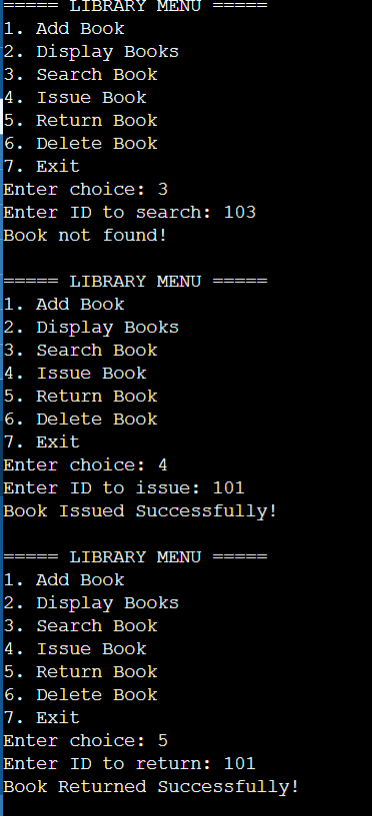 ===== LIBRARY MENU =====
1. Add Book
2. Display Books
3. Search Book
4. Issue Book
5. Return Book
6. Delete Book
7. Exit
Enter choice: 3
Enter ID to search: 103
Book not found!
===== LIBRARY MENU =====
1. Add Book
2. Display Books
3. Search Book
4. Issue Book
5. Return Book
6. Delete Book
7. Exit
Enter choice: 4
Enter ID to issue: 101
Book Issued Successfully!
===== LIBRARY MENU =====
1. Add Book
2. Display Books
3. Search Book
4. Issue Book
5. Return Book
6. Delete Book
7. Exit
Enter choice: 5
Enter ID to return: 101
Book Returned Successfully!